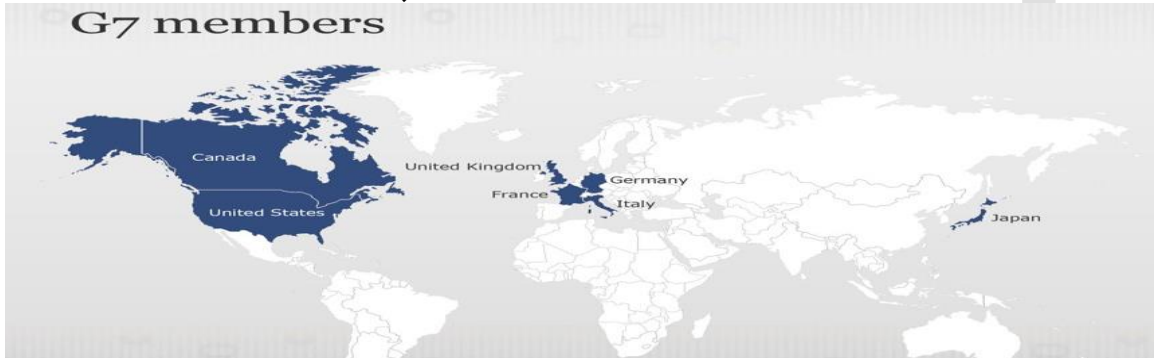 G7 members
Canada
United Kingdom
Germany
France
Italy
United States
Japan